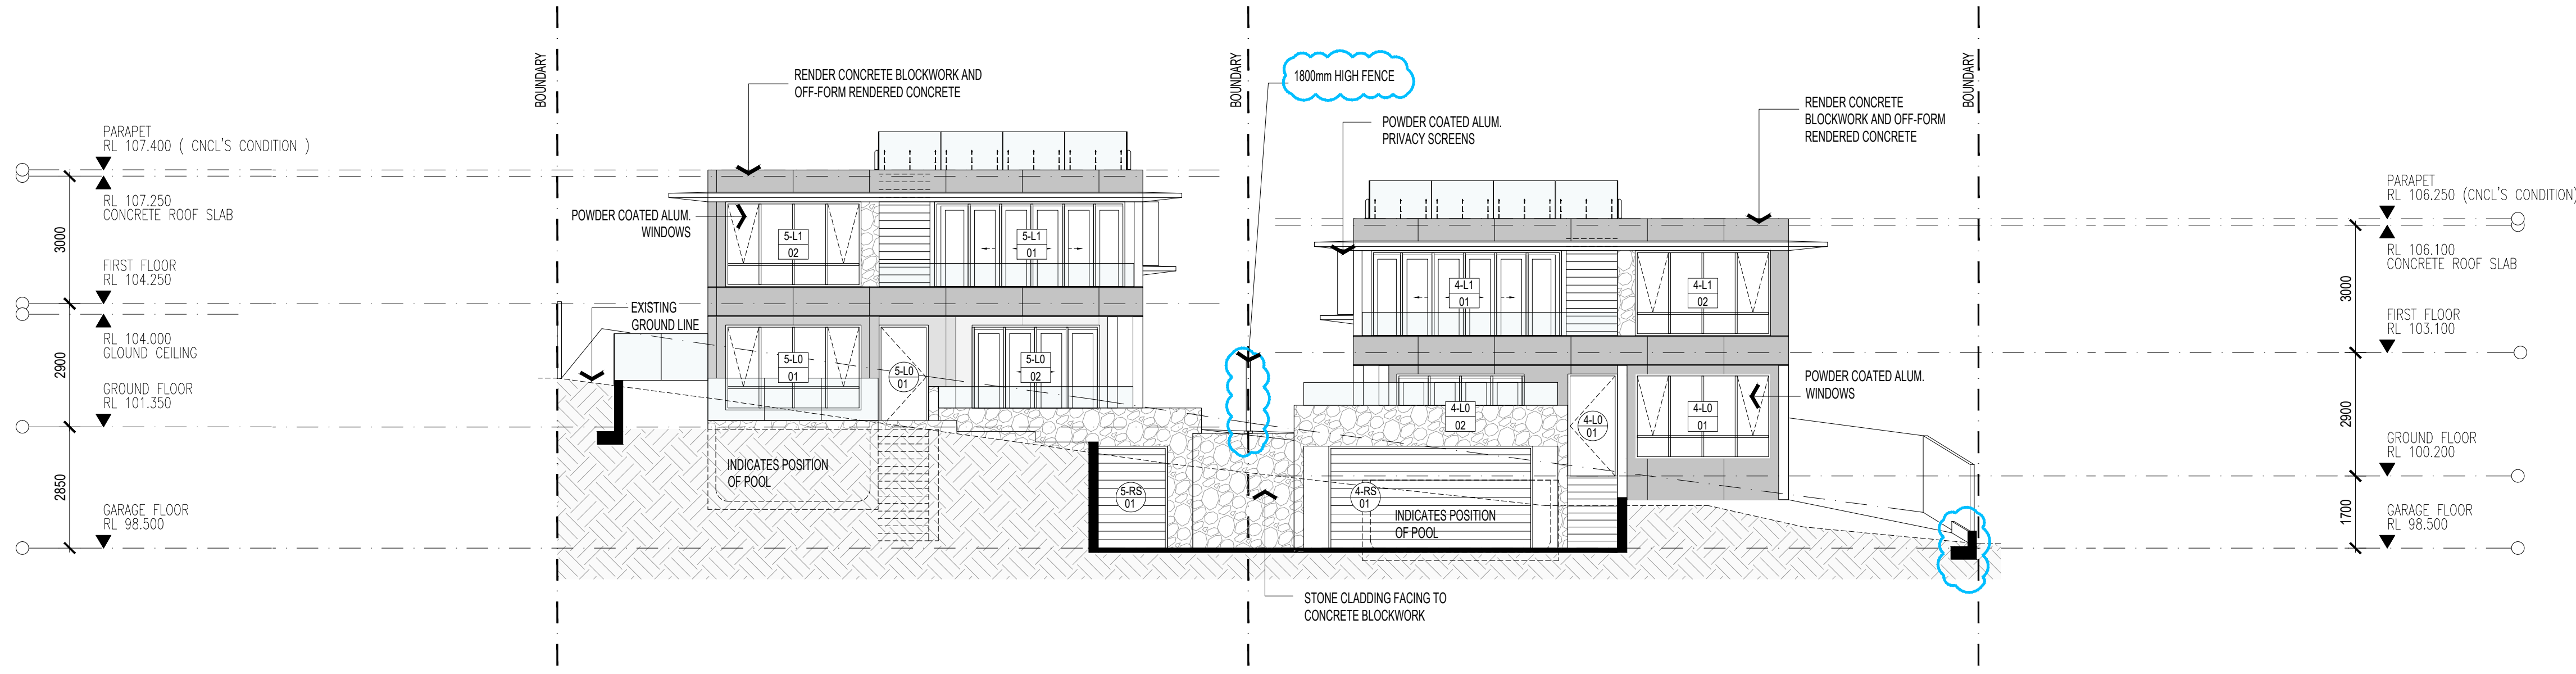 BOUNDARY
BOUNDARY
BOUNDARY
RENDER CONCRETE BLOCKWORK AND
OFF-FORM RENDERED CONCRETE
1800mm HIGH FENCE
POWDER COATED ALUM.
PRIVACY SCREENS
RENDER CONCRETE
BLOCKWORK AND OFF-FORM
RENDERED CONCRETE
PARAPET
RL 107.400 ( CNCL'S CONDITION )
RL 107.250
CONCRETE ROOF SLAB
3000
FIRST FLOOR
RL 104.250
RL 104.000
GLOUND CEILING
2900
GROUND FLOOR
RL 101.350
2850
GARAGE FLOOR
RL 98.500
POWDER COATED ALUM.
WINDOWS
5-L1
02
5-L1
01
EXISTING
GROUND LINE
5-L0
01
5-L0
01
5-L0
02
INDICATES POSITION
OF POOL
5-RS
01
4-L1
01
4-L1
02
4-L0
02
4-L0
01
4-L0
01
POWDER COATED ALUM.
WINDOWS
4-RS
01
INDICATES POSITION
OF POOL
STONE CLADDING FACING TO
CONCRETE BLOCKWORK
PARAPET
RL 106.250 (CNCL'S CONDITION)
RL 106.100
CONCRETE ROOF SLAB
3000
FIRST FLOOR
RL 103.100
2900
GROUND FLOOR
RL 100.200
1700
GARAGE FLOOR
RL 98.500